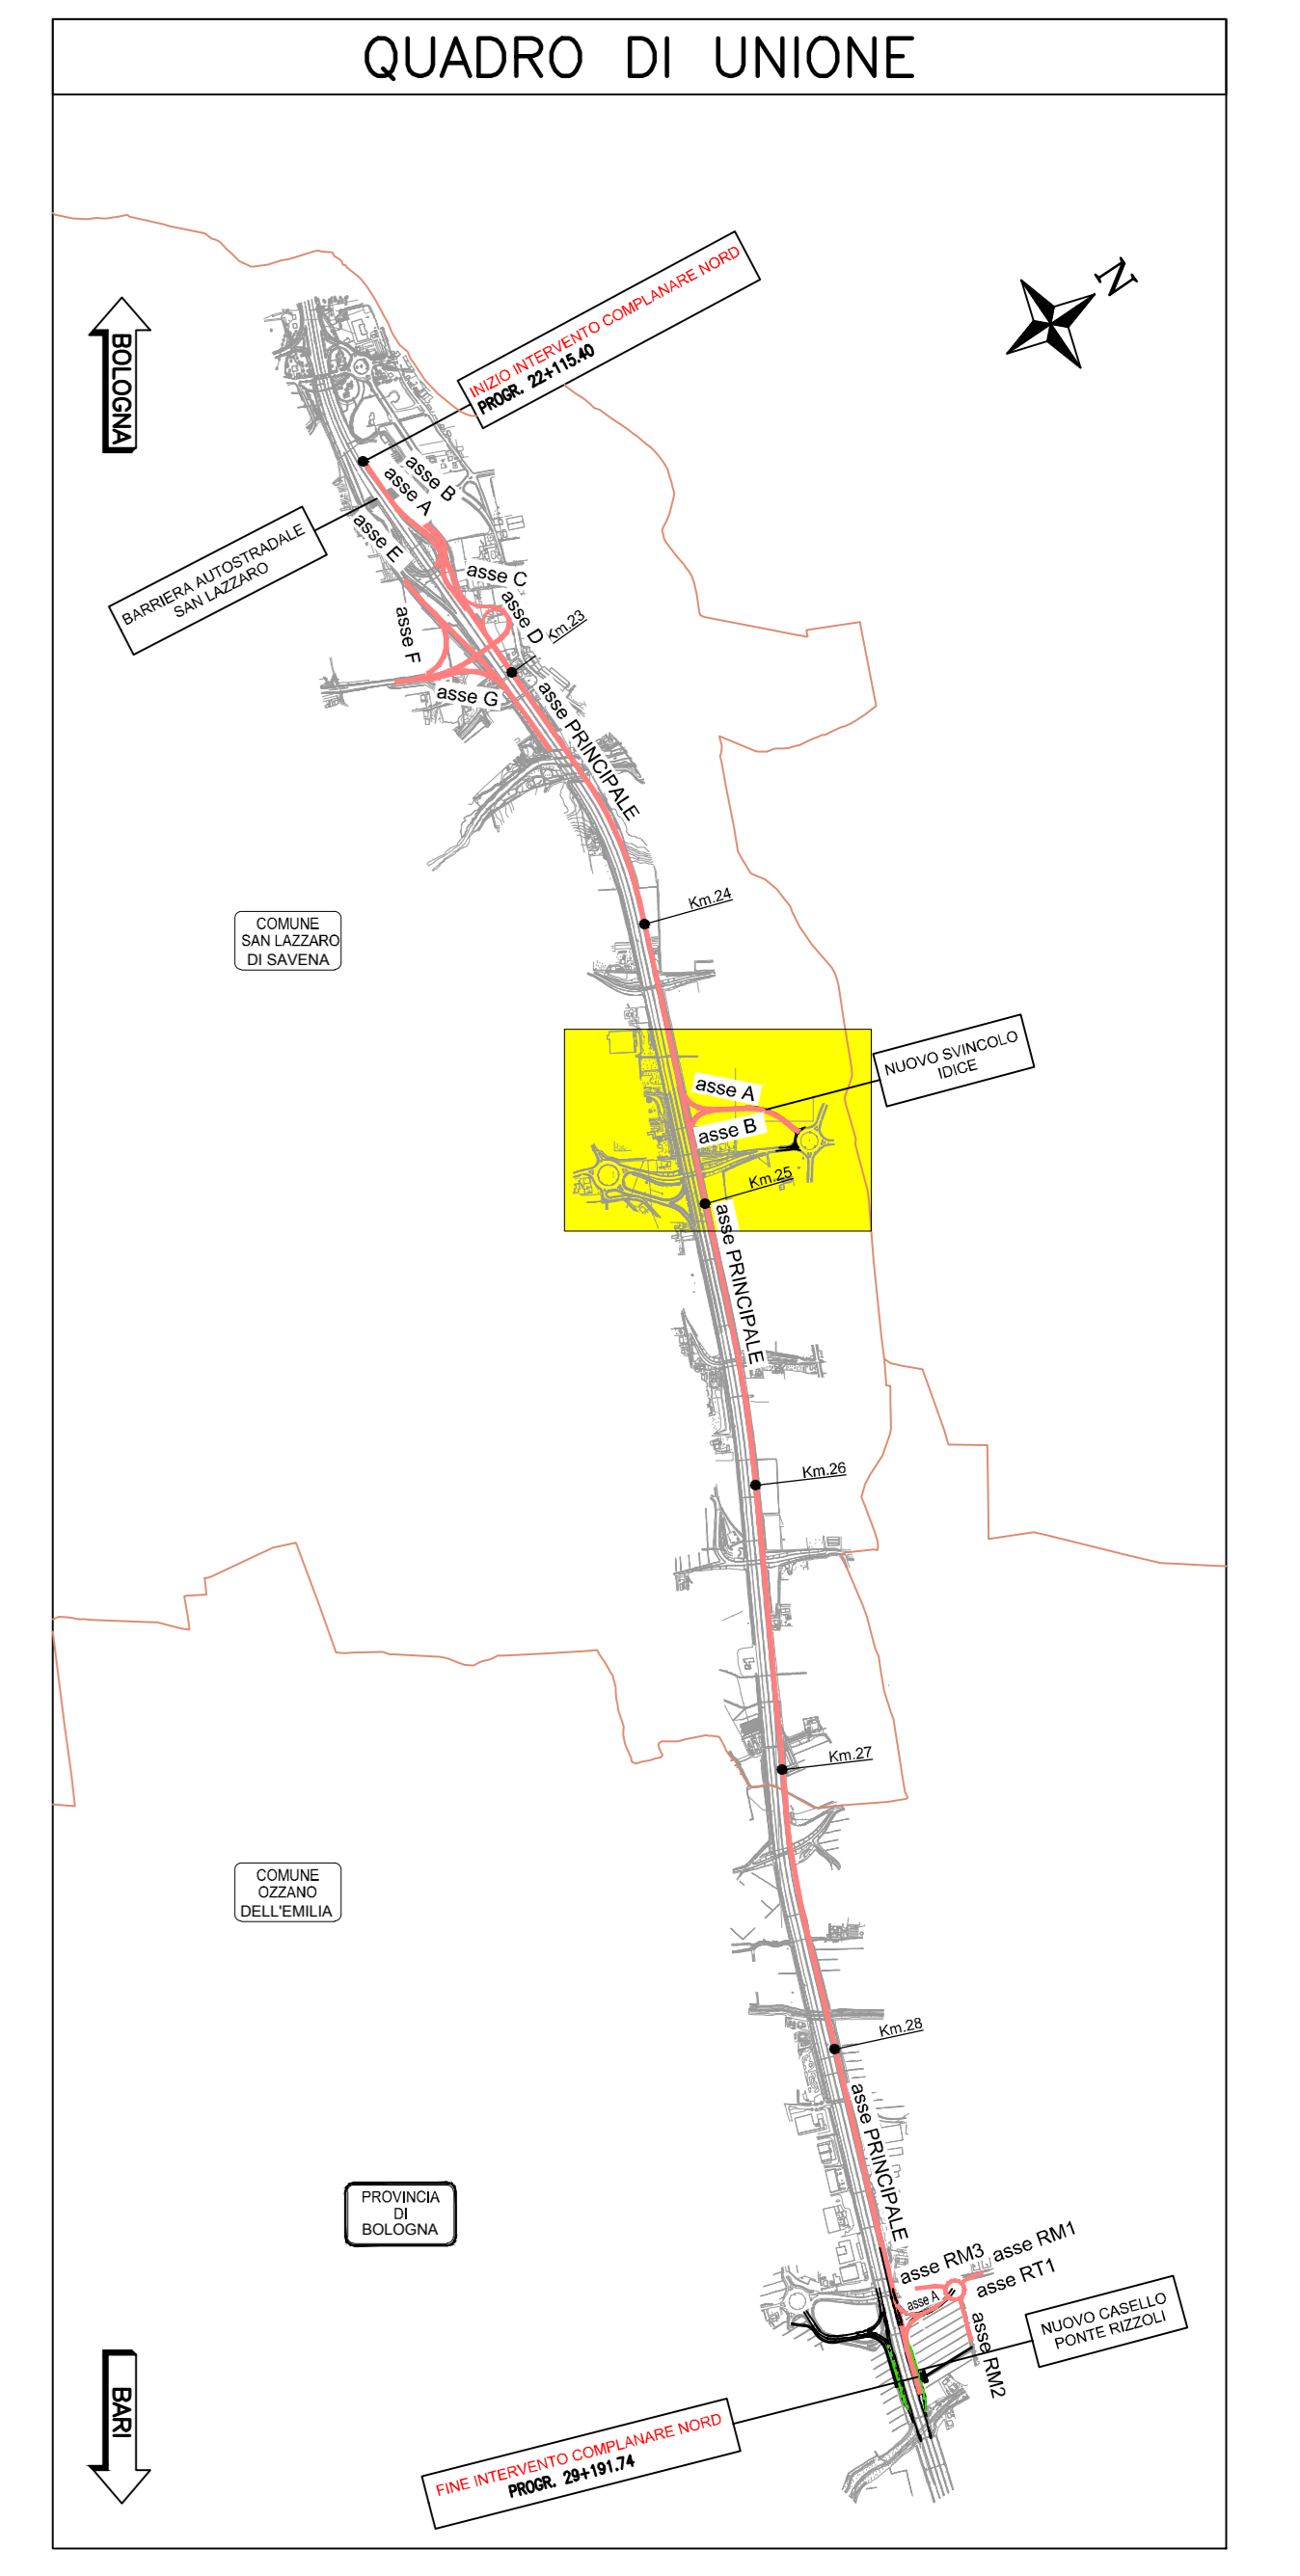 QUADRO DI UNIONE
N
BOLOGNA
INIZIO INTERVENTO COMPLANARE NORD
PROGR. 22+115.40
asse B
asse A
asse E
BARRIERA AUTOSTRADALE
SAN LAZZARO
asse C
asse D
Km.23
asse F
asse G
asse PRINCIPALE
Km.24
COMUNE
SAN LAZZARO
DI SAVENA
NUOVO SVINCOLO
IDICE
asse A
asse B
Km.25
asse PRINCIPALE
Km.26
Km.27
COMUNE
OZZANO
DELL'EMILIA
Km.28
asse PRINCIPALE
PROVINCIA
DI
BOLOGNA
asse RM3
asse RM1
asse RT1
asse A
asse RM2
NUOVO CASELLO
PONTE RIZZOLI
BARI
FINE INTERVENTO COMPLANARE NORD
PROGR. 29+191.74